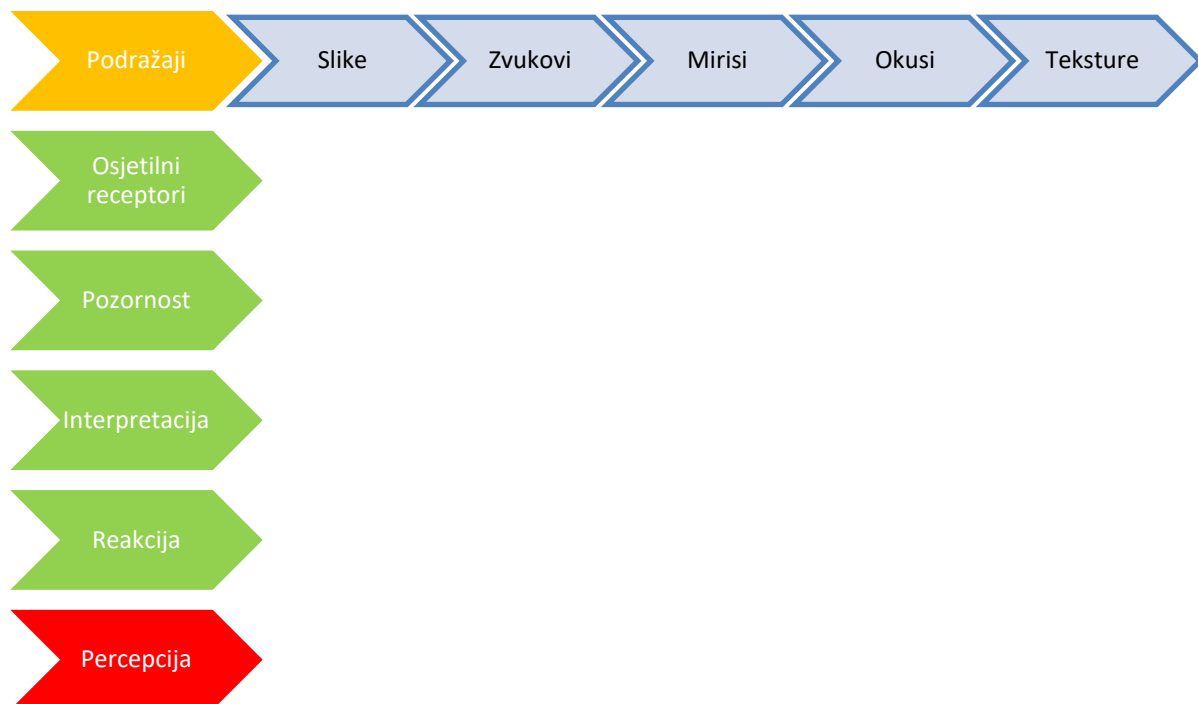 Podražaji
Slike
Zvukovi
Mirisi
Okusi
Teksture
Osjetilni
receptori
Pozornost
Interpretacija
Reakcija
Percepcija